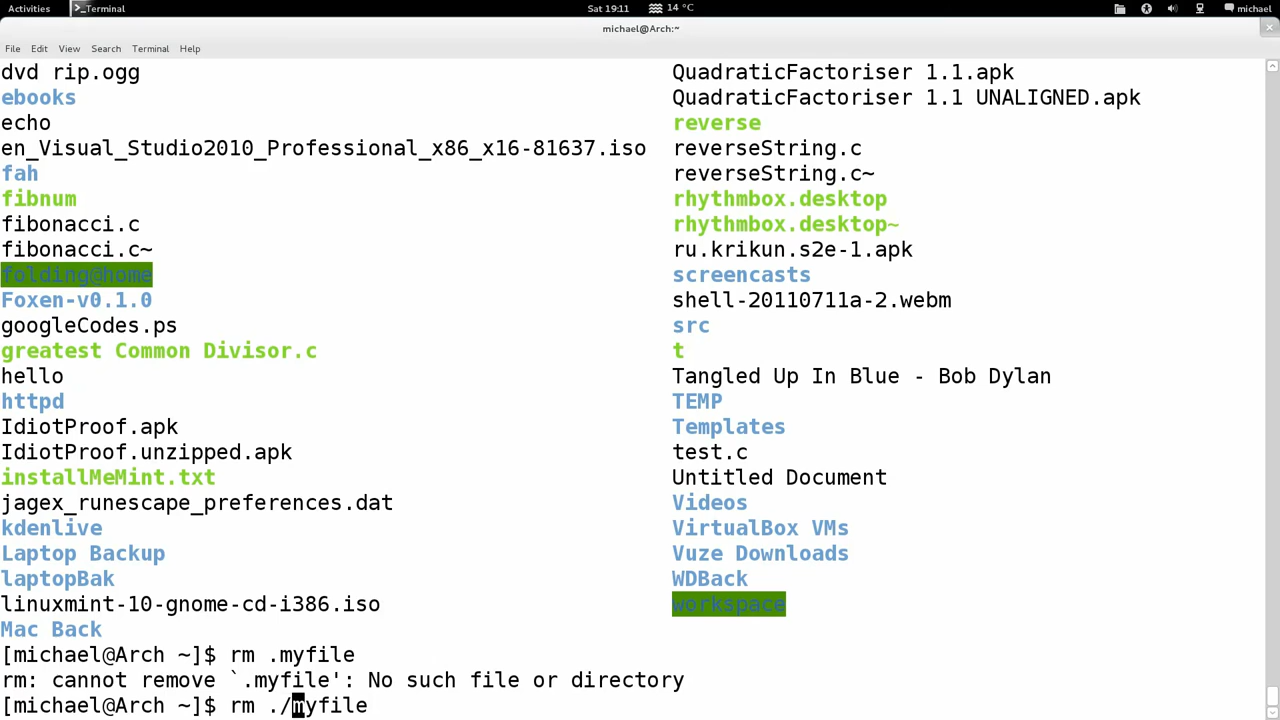 Activities
Terminal
Sat 19:11
14 °C
michael
michael@Arch:~
File Edit View Search Terminal Help
dvd rip.ogg
ebooks
echo
en_Visual_Studio2010_Professional_x86_x16-81637.iso
fah
fibnum
fibonacci.c
fibonacci.c~
folding@home
Foxen-v0.1.0
googleCodes.ps
greatest Common Divisor.c
hello
httpd
IdiotProof.apk
IdiotProof.unzipped.apk
installMeMint.txt
jagex_runescape_preferences.dat
kdenlive
Laptop Backup
laptopBak
linuxmint-10-gnome-cd-i386.iso
Mac Back
QuadraticFactoriser 1.1.apk
QuadraticFactoriser 1.1 UNALIGNED.apk
reverse
reverseString.c
reverseString.c~
rhythmbox.desktop
rhythmbox.desktop~
ru.krikun.s2e-1.apk
screencasts
shell-20110711a-2.webm
src
t
Tangled Up In Blue - Bob Dylan
TEMP
Templates
test.c
Untitled Document
Videos
VirtualBox VMs
Vuze Downloads
WDBack
workspace
[michael@Arch ~]$ rm .myfile
rm: cannot remove `.myfile': No such file or directory
[michael@Arch ~]$ rm ./myfile